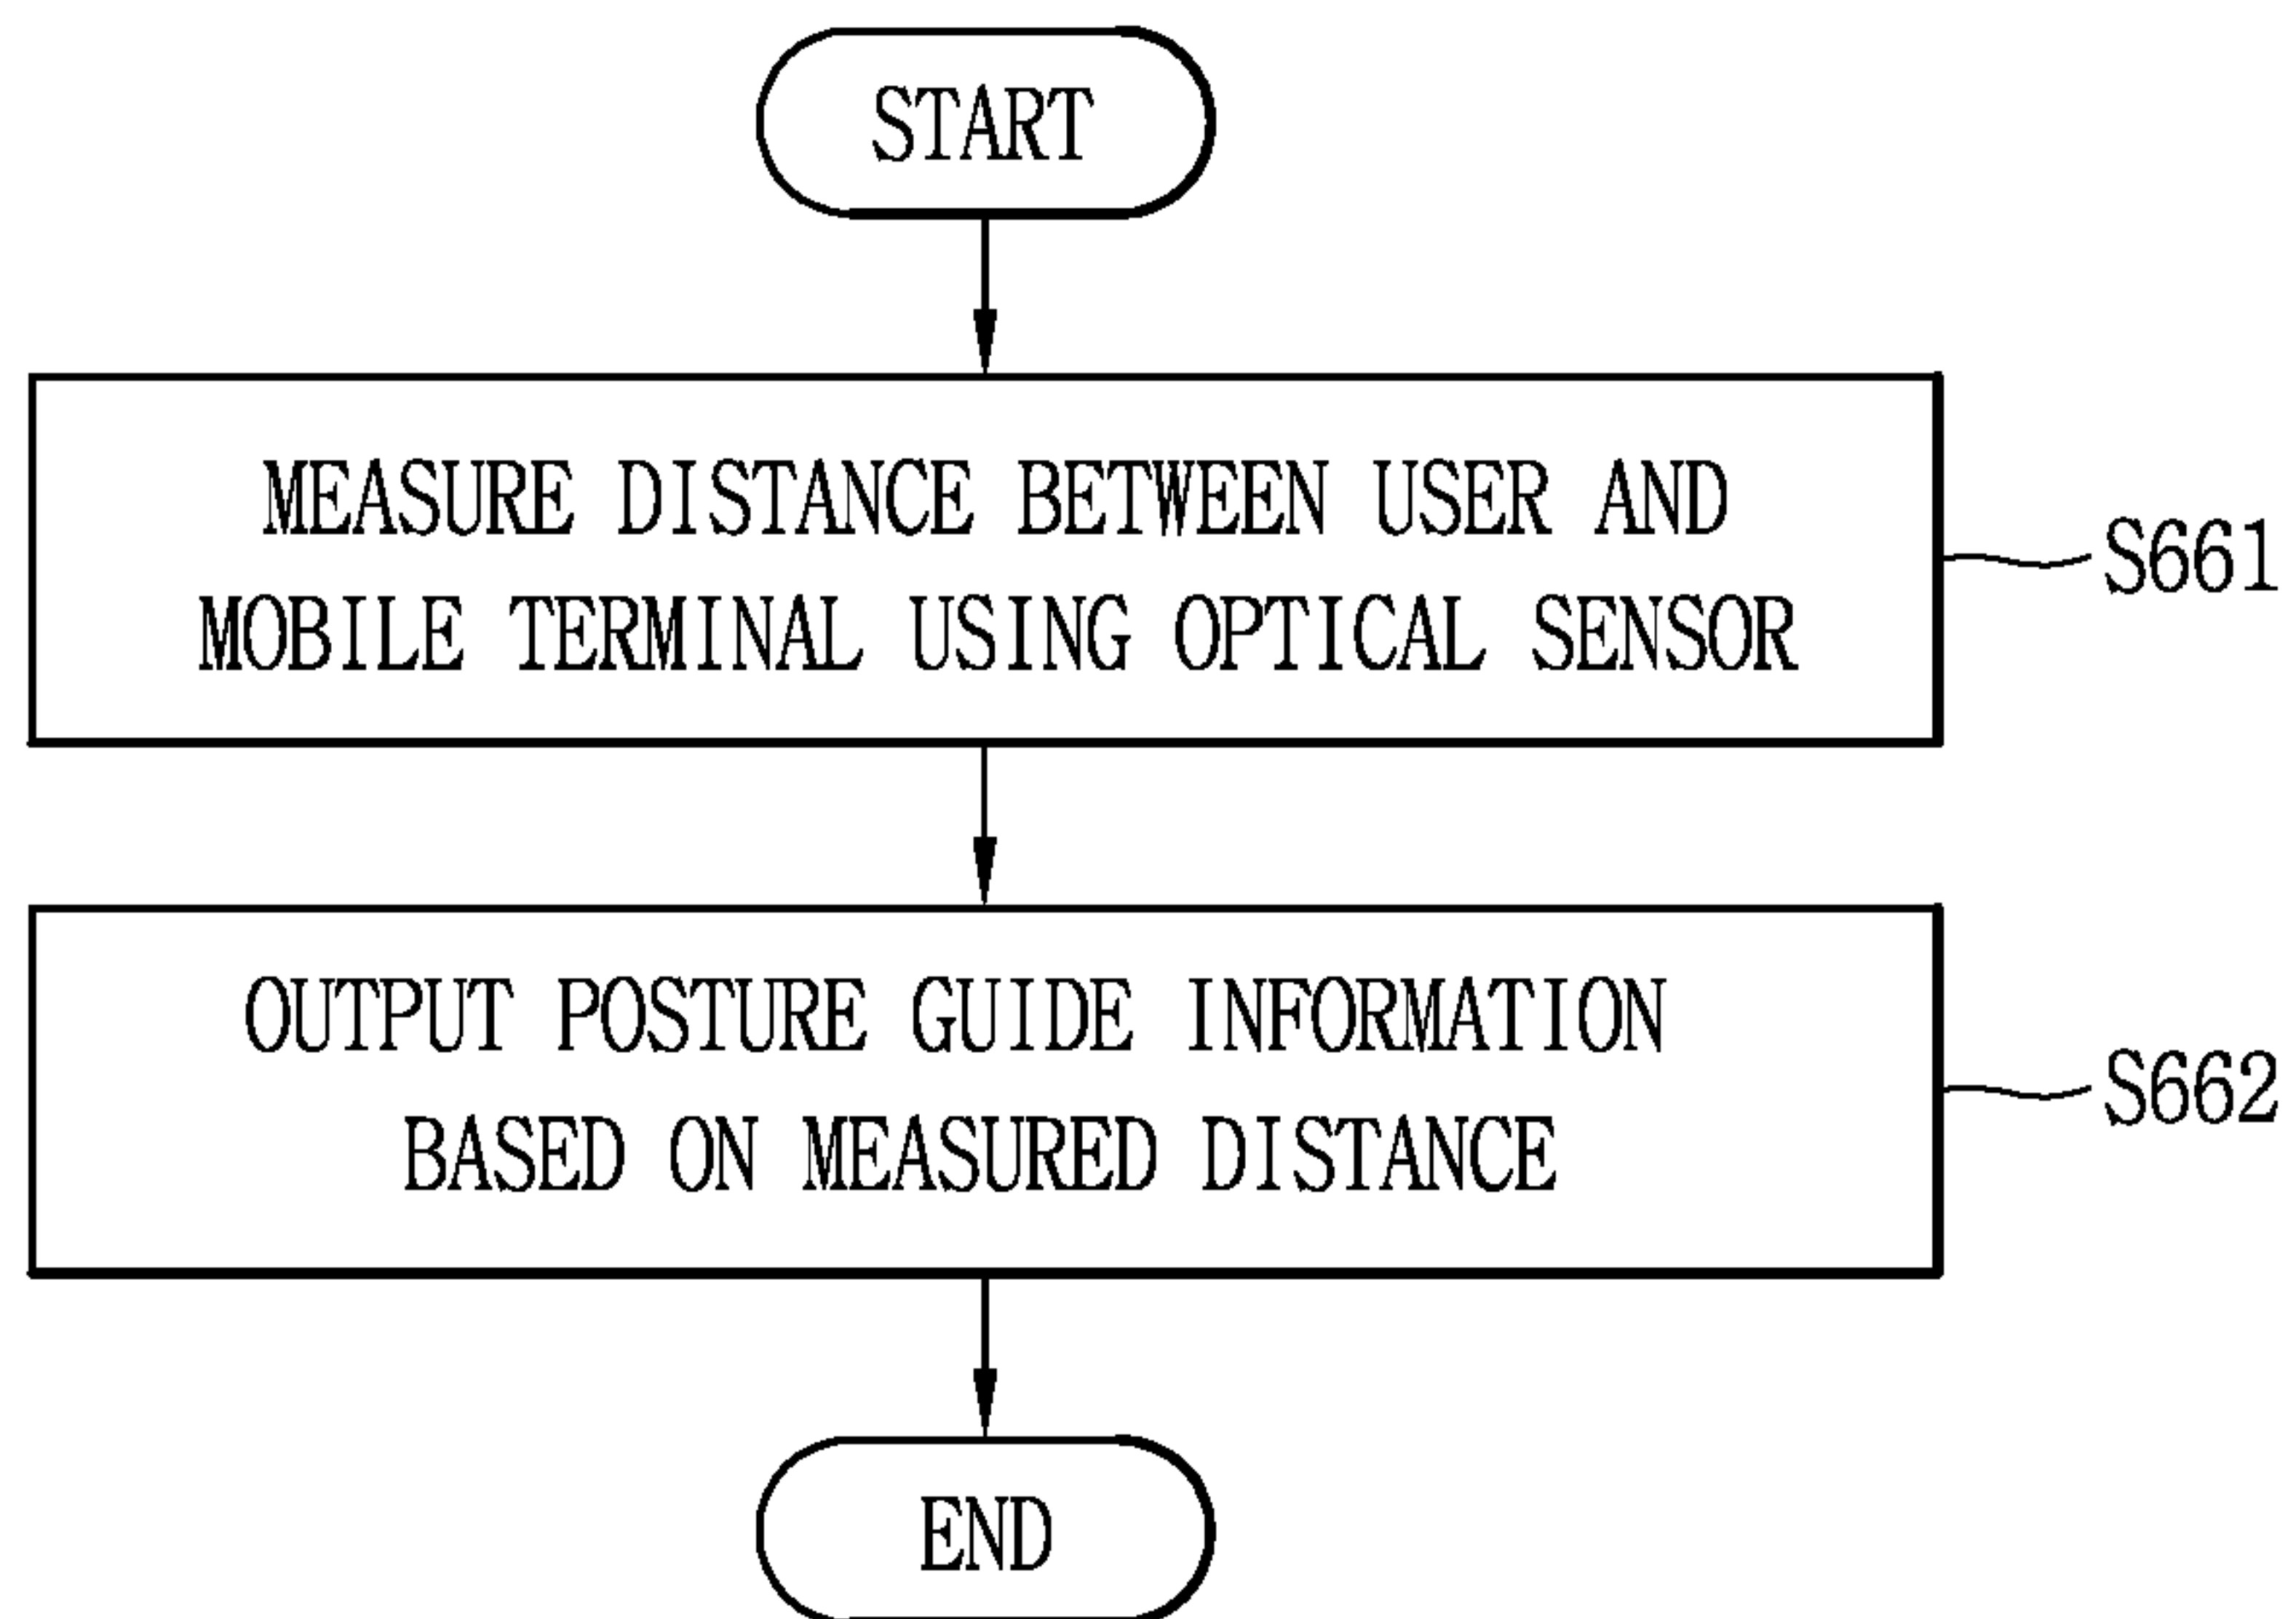 START
MEASURE DISTANCE BETWEEN USER AND
MOBILE TERMINAL USING OPTICAL SENSOR
S661
OUTPUT POSTURE GUIDE INFORMATION
BASED ON MEASURED DISTANCE
S662
END